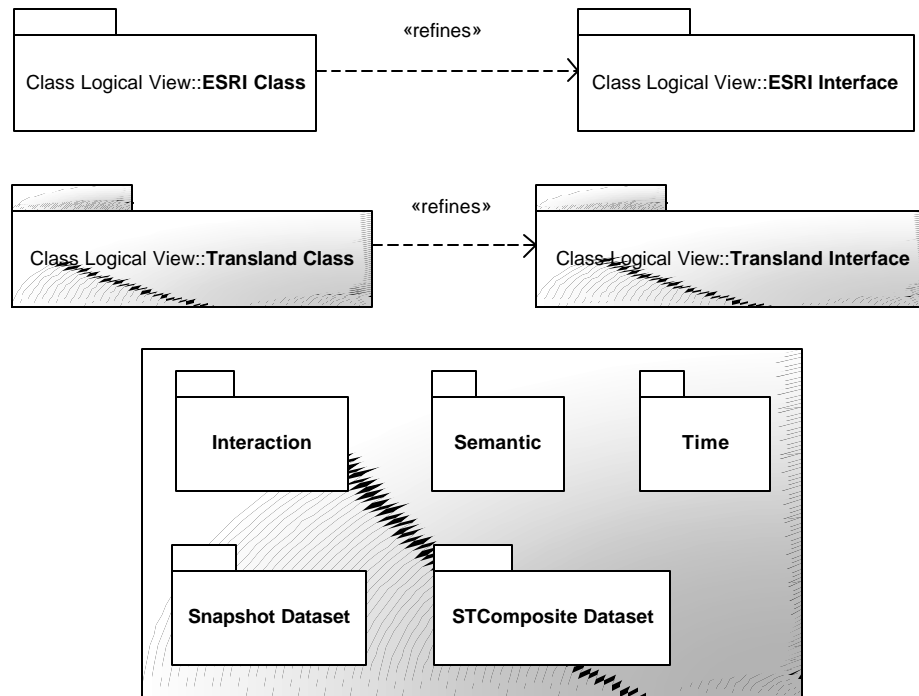 «refines»
Class Logical View::ESRI Class
Class Logical View::ESRI Interface
«refines»
Class Logical View::Transland Class
Class Logical View::Transland Interface
Interaction
Semantic
Time
Snapshot Dataset
STComposite Dataset